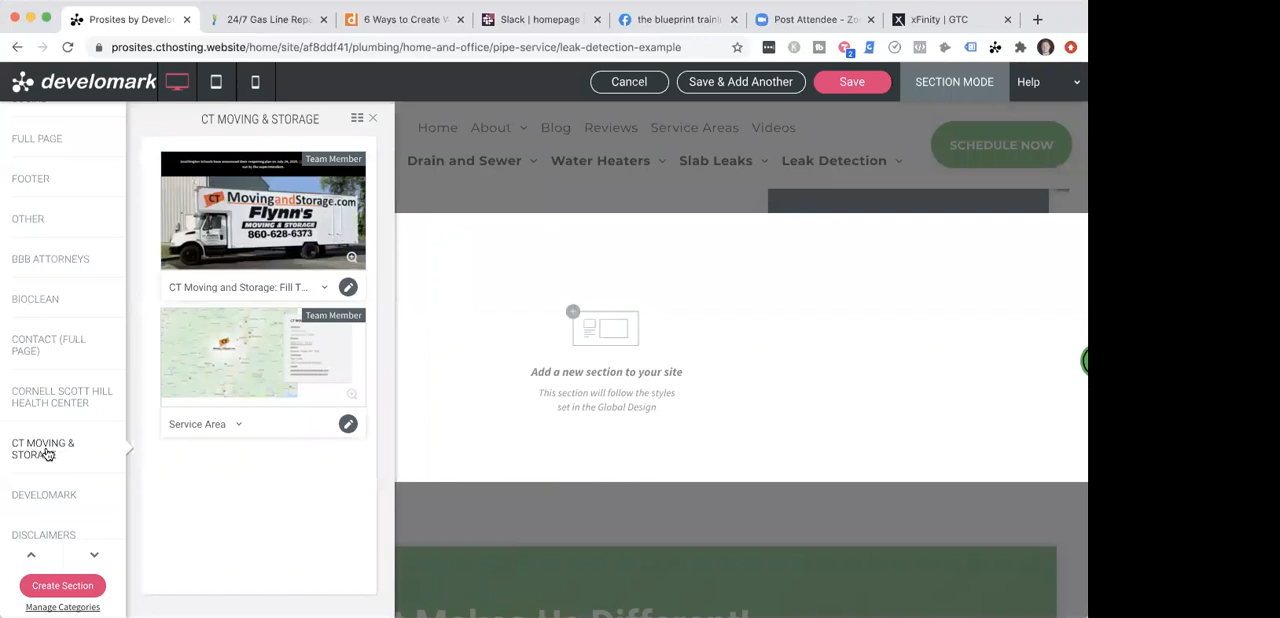 Prosites by Develo
24/7 Gas Line Rep
6 Ways to Create V
Slack | homepage
the blueprint traini
Post Attendee - Zo
xFinity | GTC
prosites.cthosting.website/home/site/af8ddf41/plumbing/home-and-office/pipe-service/leak-detection-example
2
develomark
Cancel
Save & Add Another
Save
SECTION MODE
Help
FULL PAGE
FOOTER
OTHER
BBB ATTORNEYS
BIOCLEAN
CONTACT (FULL
PAGE)
CORNELL SCOTT HILL
HEALTH CENTER
CT MOVING &
STORAGE
DEVELOMARK
DISCLAIMERS
Create Section
Manage Categories
CT MOVING & STORAGE
Team Member
CT MovingandStorage.com
Flynn's
MOVING & STORAGE
860-628-6373
CT Moving and Storage: Fill T...
Team Member
Service Area
Home About Blog Reviews Service Areas Videos
Drain and Sewer Water Heaters Slab Leaks Leak Detection
SCHEDULE NOW
Add a new section to your site
This section will follow the styles
set in the Global Design
t Makes Us Different!